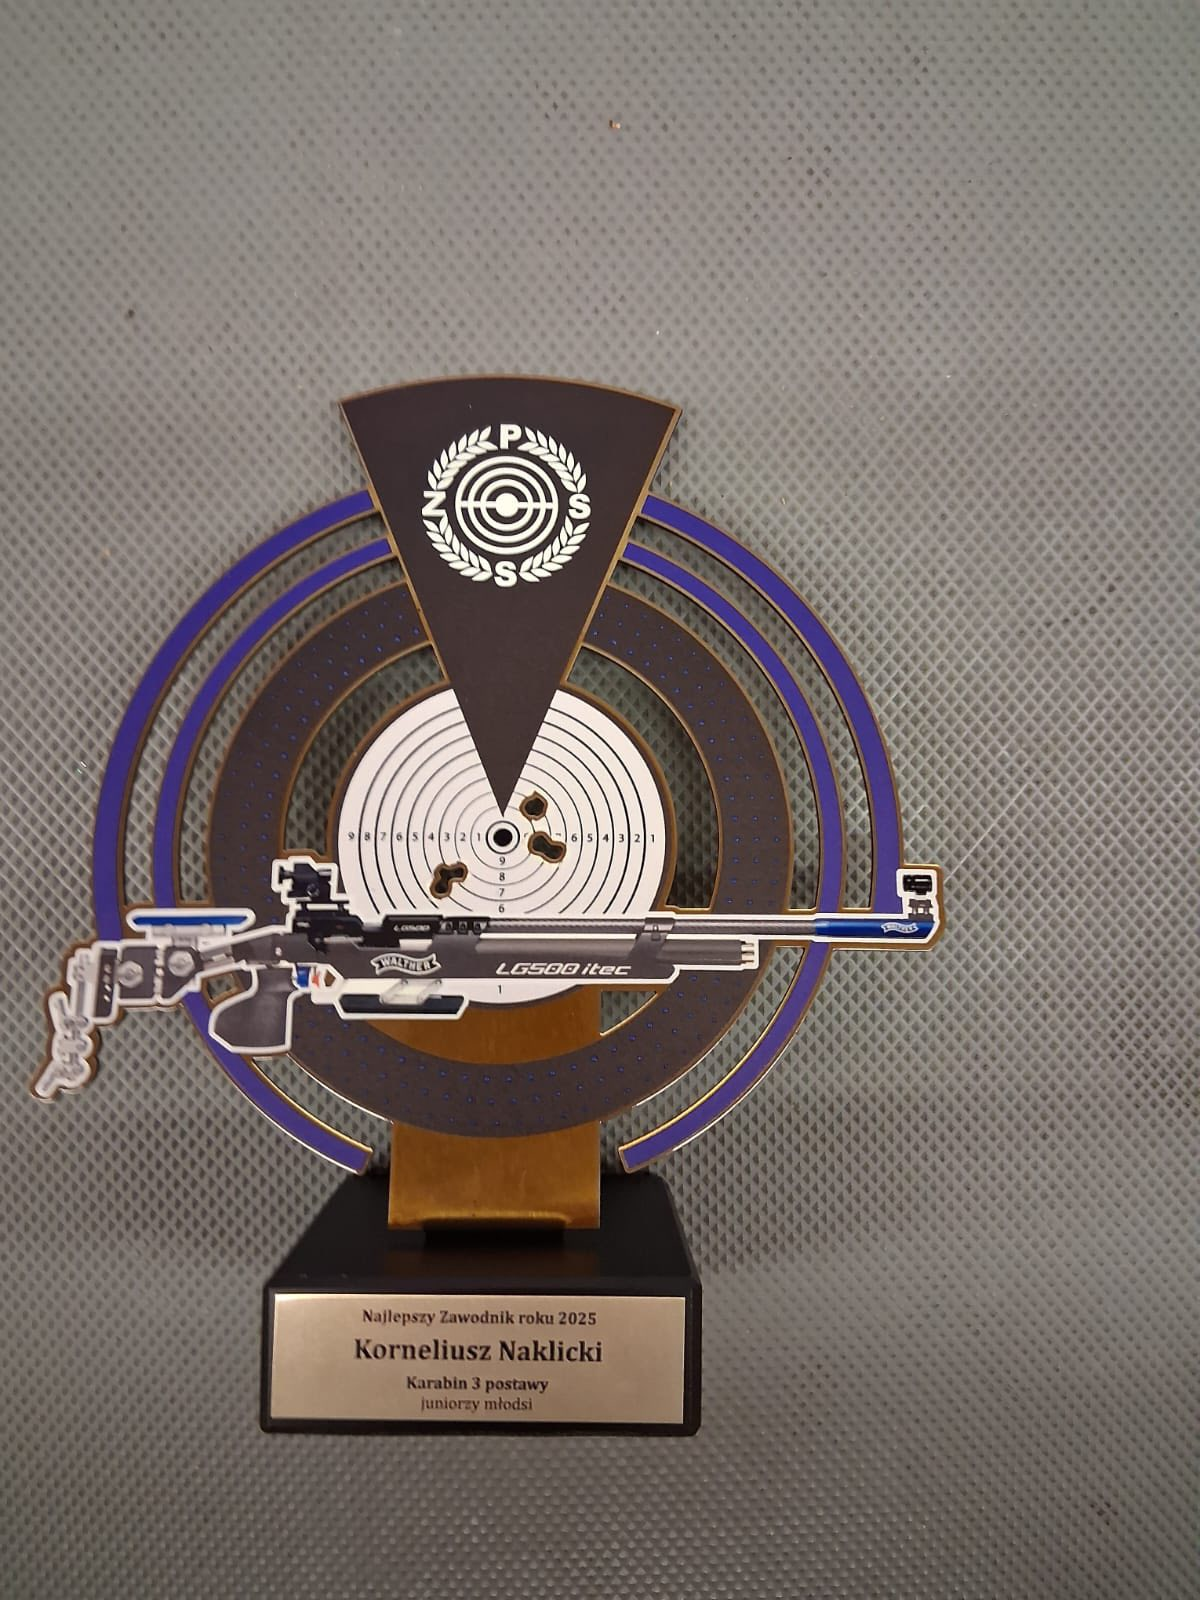 P
Z S
S
9 8 7 6 5 4 3 2 1 6 5 4 3 2 1
9
8
7
6
LG500
WALTHER
WALTHER
LG500 itec
1
Najlepszy Zawodnik roku 2025
Korneliusz Naklicki
Karabin 3 postawy
juniorzy młodsi